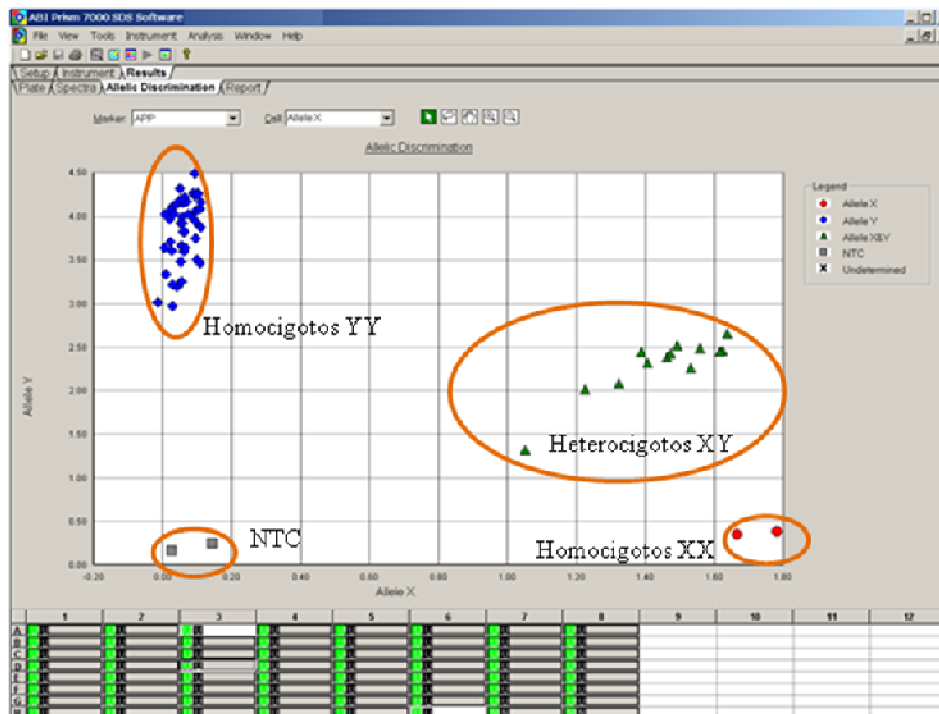 ABI Prism 7000 SDS Software
File View Tools Instrument Analysis Window Help
Setup Instrument Results
Plate Spectra Allelic Discrimination Report
Marker: APP Call: Allele X
Allelic Discrimination
4.50
4.00
3.50
3.00
2.50
2.00
1.50
1.00
0.50
0.00
Allele Y
Legend
Allele X
Allele Y
Allele X&Y
NTC
Undetermined
Homocigotos YY
Heterocigotos XY
NTC
Homocigotos XX
-0.20 0.00 0.20 0.40 0.60 0.80 1.00 1.20 1.40 1.60 1.80
Allele X
1 2 3 4 5 6 7 8 9 10 11 12
A
B
C
D
E
F
G
H